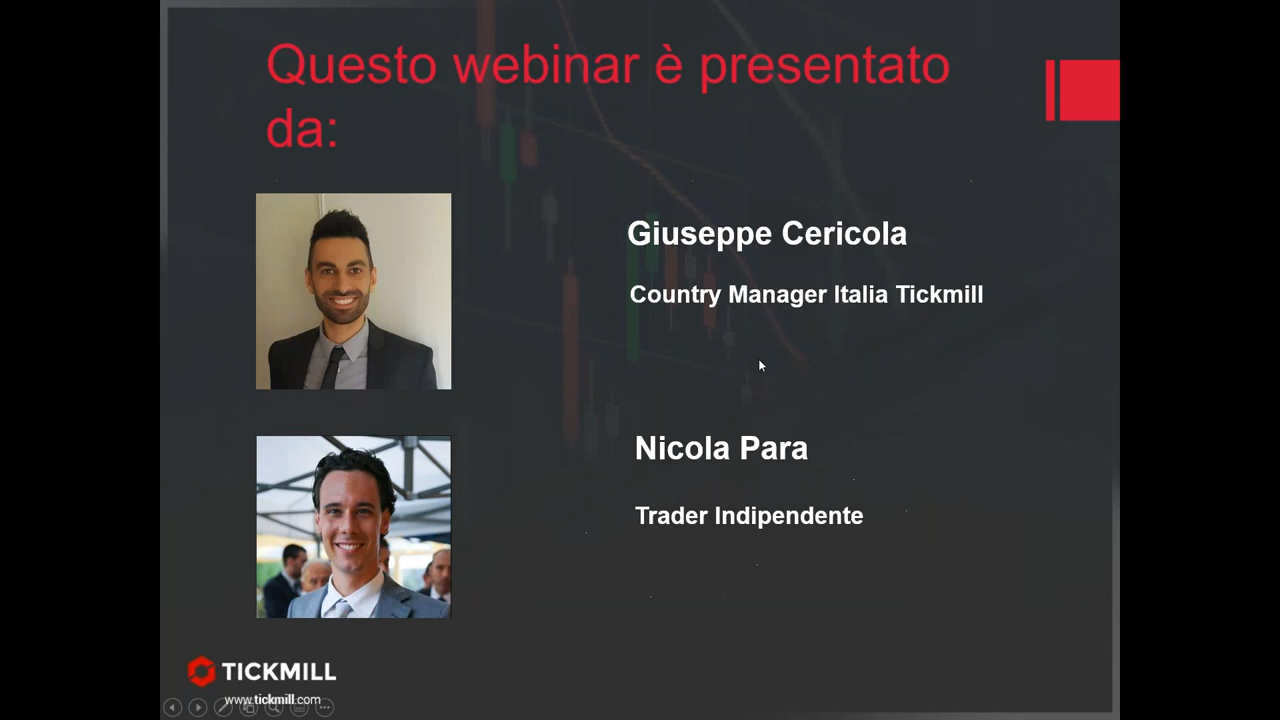 Questo webinar è presentato
da:
Giuseppe Cericola
Country Manager Italia Tickmill
Nicola Para
Trader Indipendente
TICKMILL
www.tickmill.com